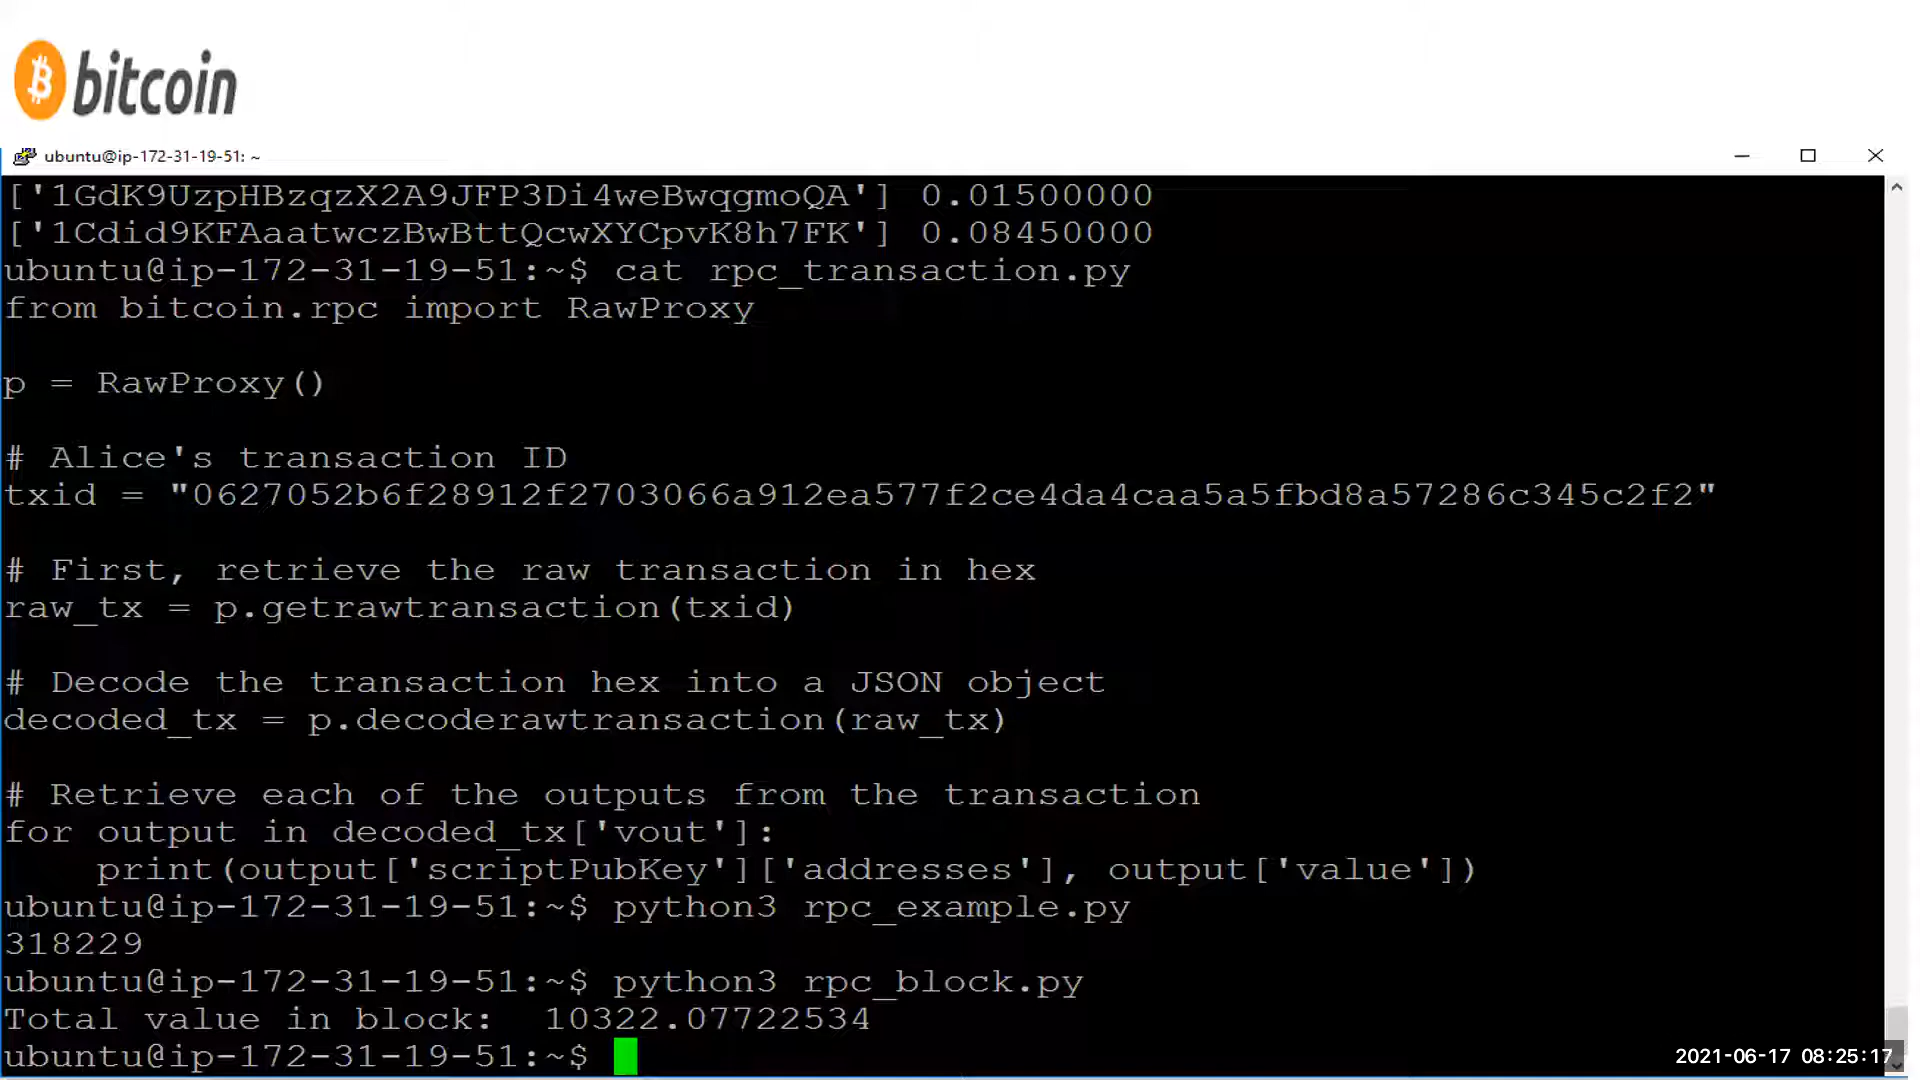 bitcoin
ubuntu@ip-172-31-19-51: ~
['1GdK9UzpHBzqzX2A9JFP3Di4weBwqgmoQA'] 0.01500000
['1Cdid9KFAaatwczBwBttQcwXYCpvK8h7FK'] 0.08450000
ubuntu@ip-172-31-19-51:~$ cat rpc_transaction.py
from bitcoin.rpc import RawProxy
p = RawProxy()
# Alice's transaction ID
txid = "0627052b6f28912f2703066a912ea577f2ce4da4caa5a5fbd8a57286c345c2f2"
# First, retrieve the raw transaction in hex
raw_tx = p.getrawtransaction(txid)
# Decode the transaction hex into a JSON object
decoded_tx = p.decoderawtransaction(raw_tx)
# Retrieve each of the outputs from the transaction
for output in decoded_tx['vout']:
    print(output['scriptPubKey']['addresses'], output['value'])
ubuntu@ip-172-31-19-51:~$ python3 rpc_example.py
318229
ubuntu@ip-172-31-19-51:~$ python3 rpc_block.py
Total value in block:  10322.07722534
ubuntu@ip-172-31-19-51:~$
2021-06-17 08:25:17